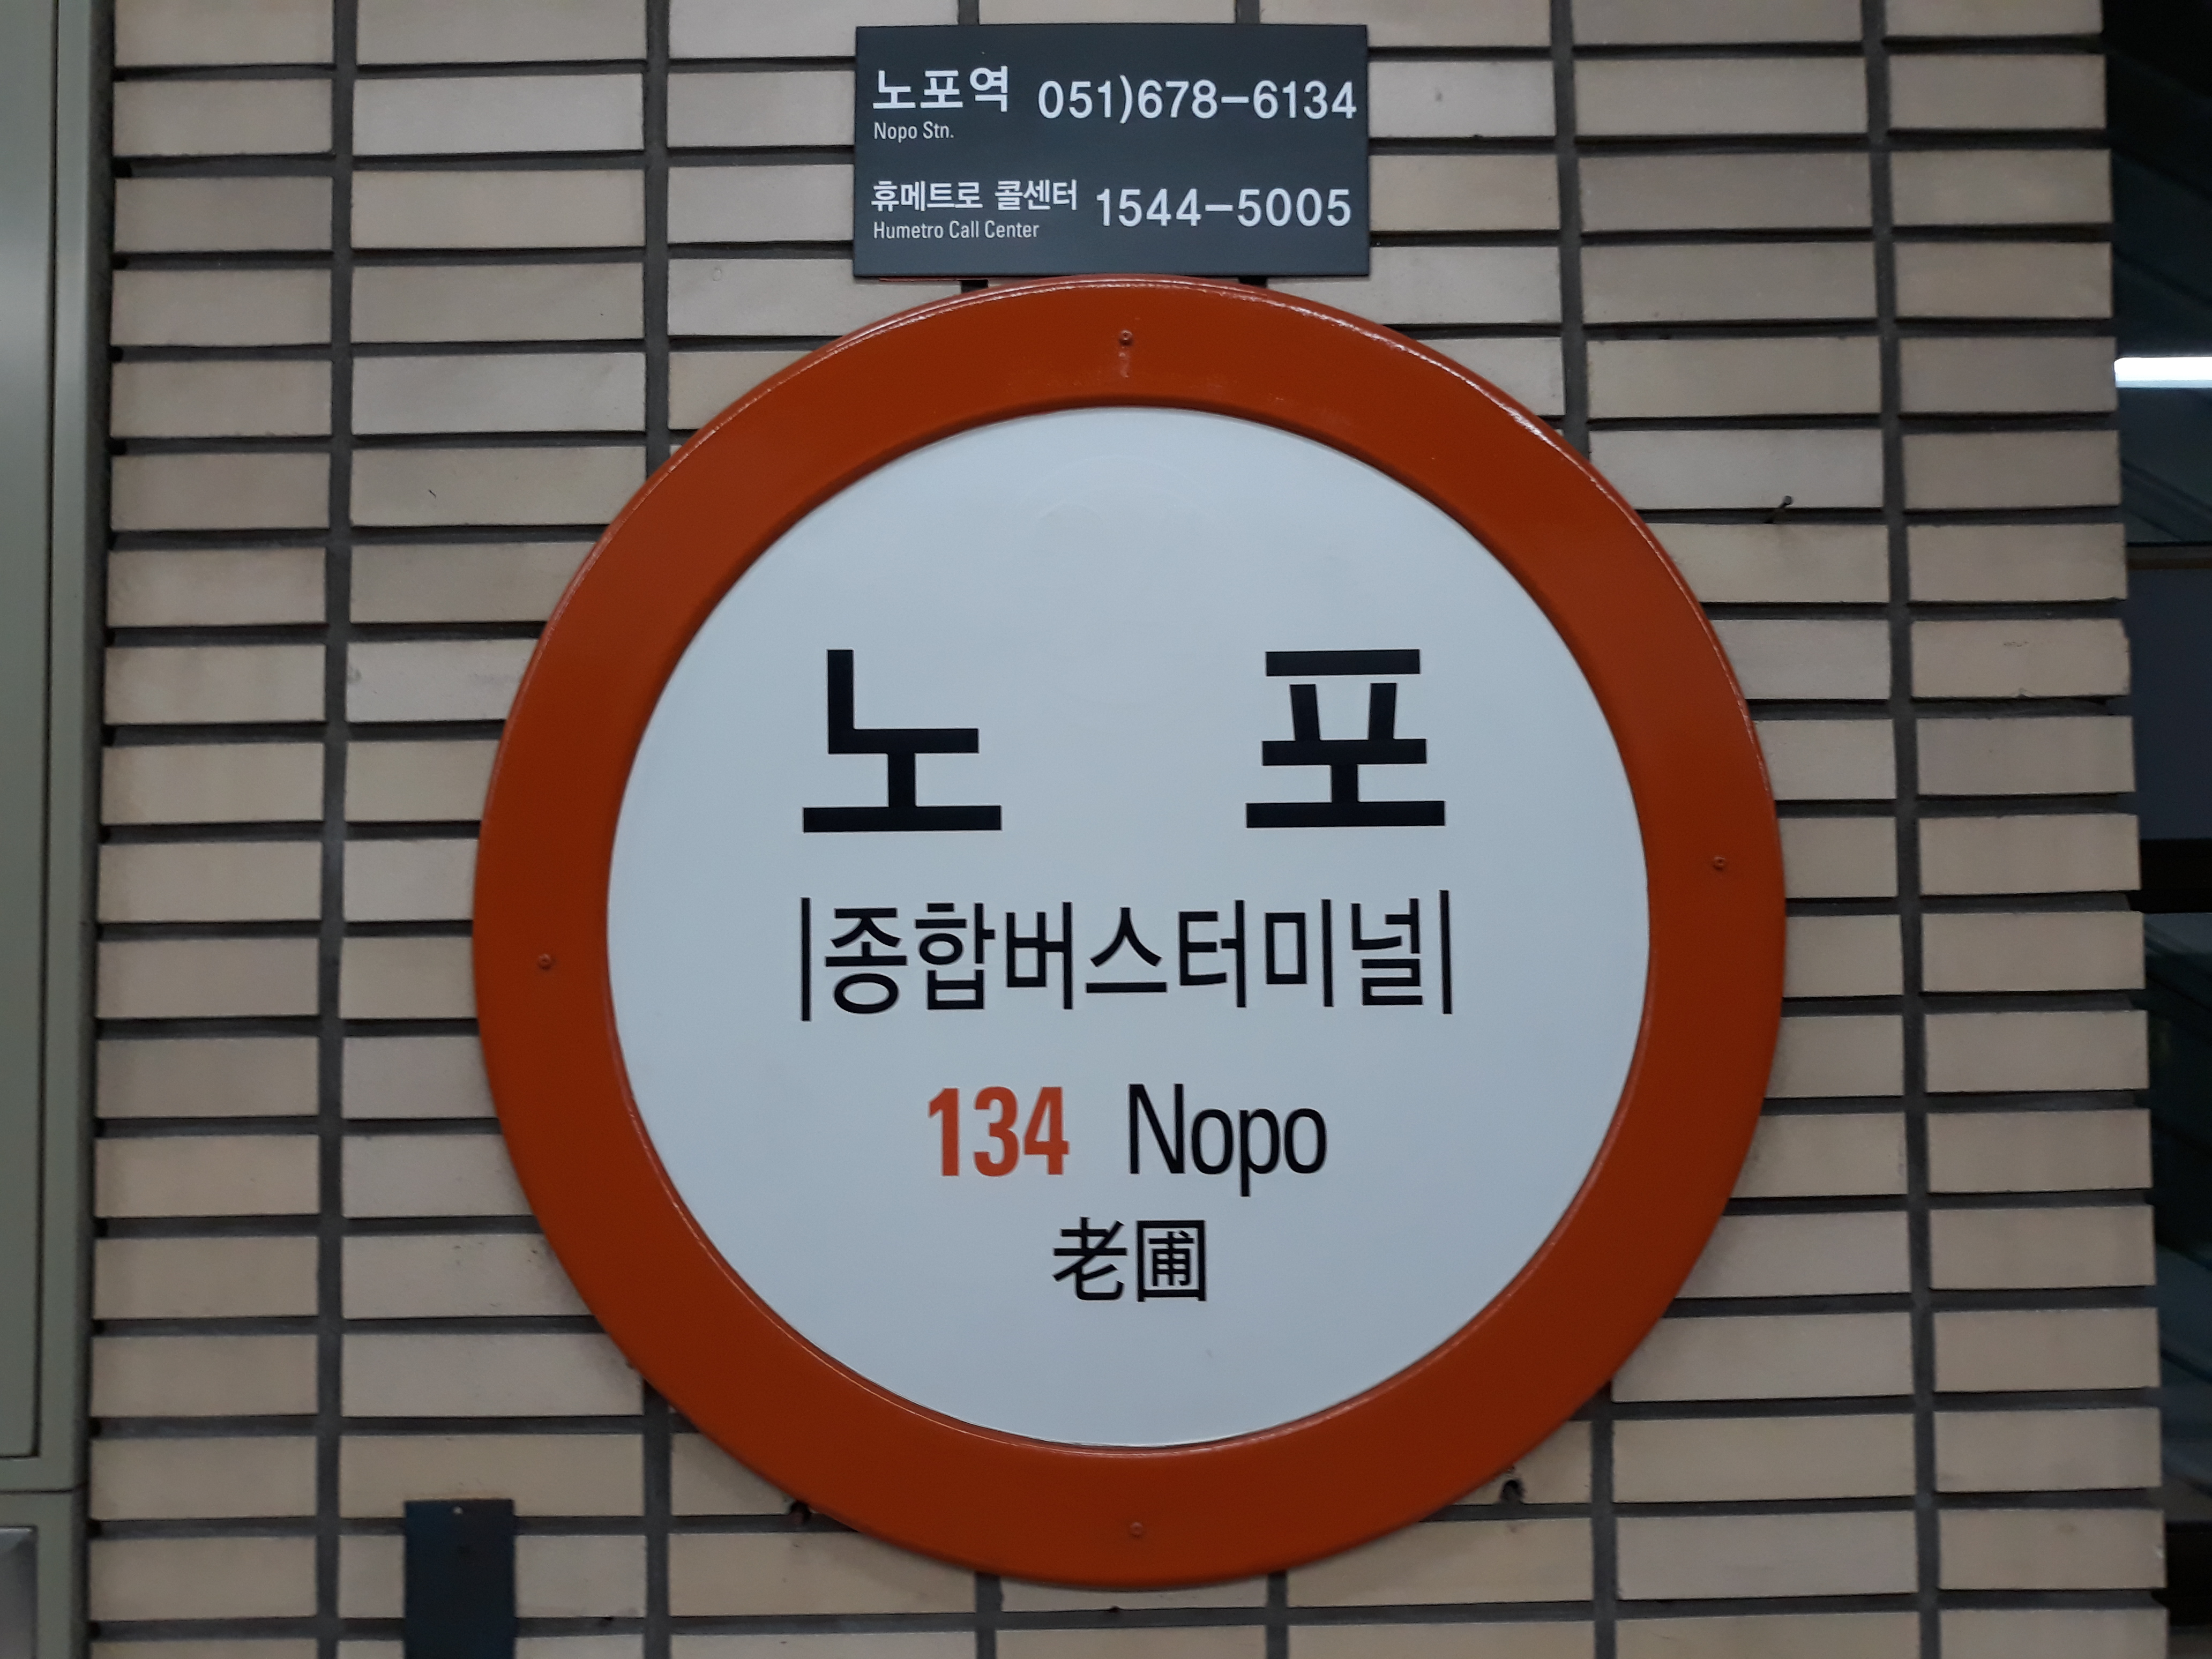 노포역 051)678-6134
Nopo Stn.
휴메트로 콜센터 1544-5005
Humetro Call Center
노 포
|종합버스터미널|
134 Nopo
老圃